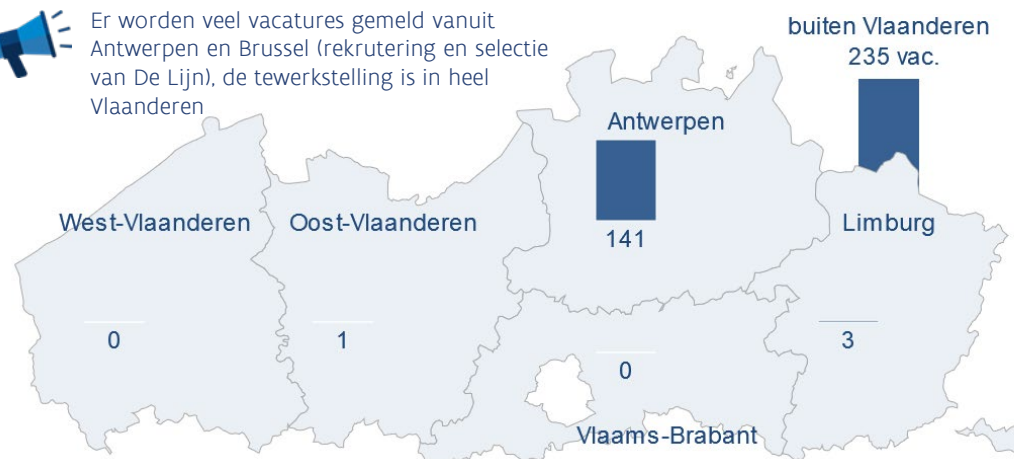 Er worden veel vacatures gemeld vanuit
Antwerpen en Brussel (rekrutering en selectie
van De Lijn), de tewerkstelling is in heel
Vlaanderen
buiten Vlaanderen
235 vac.
Antwerpen
141
West-Vlaanderen
0
Oost-Vlaanderen
1
Limburg
3
0
Vlaams-Brabant